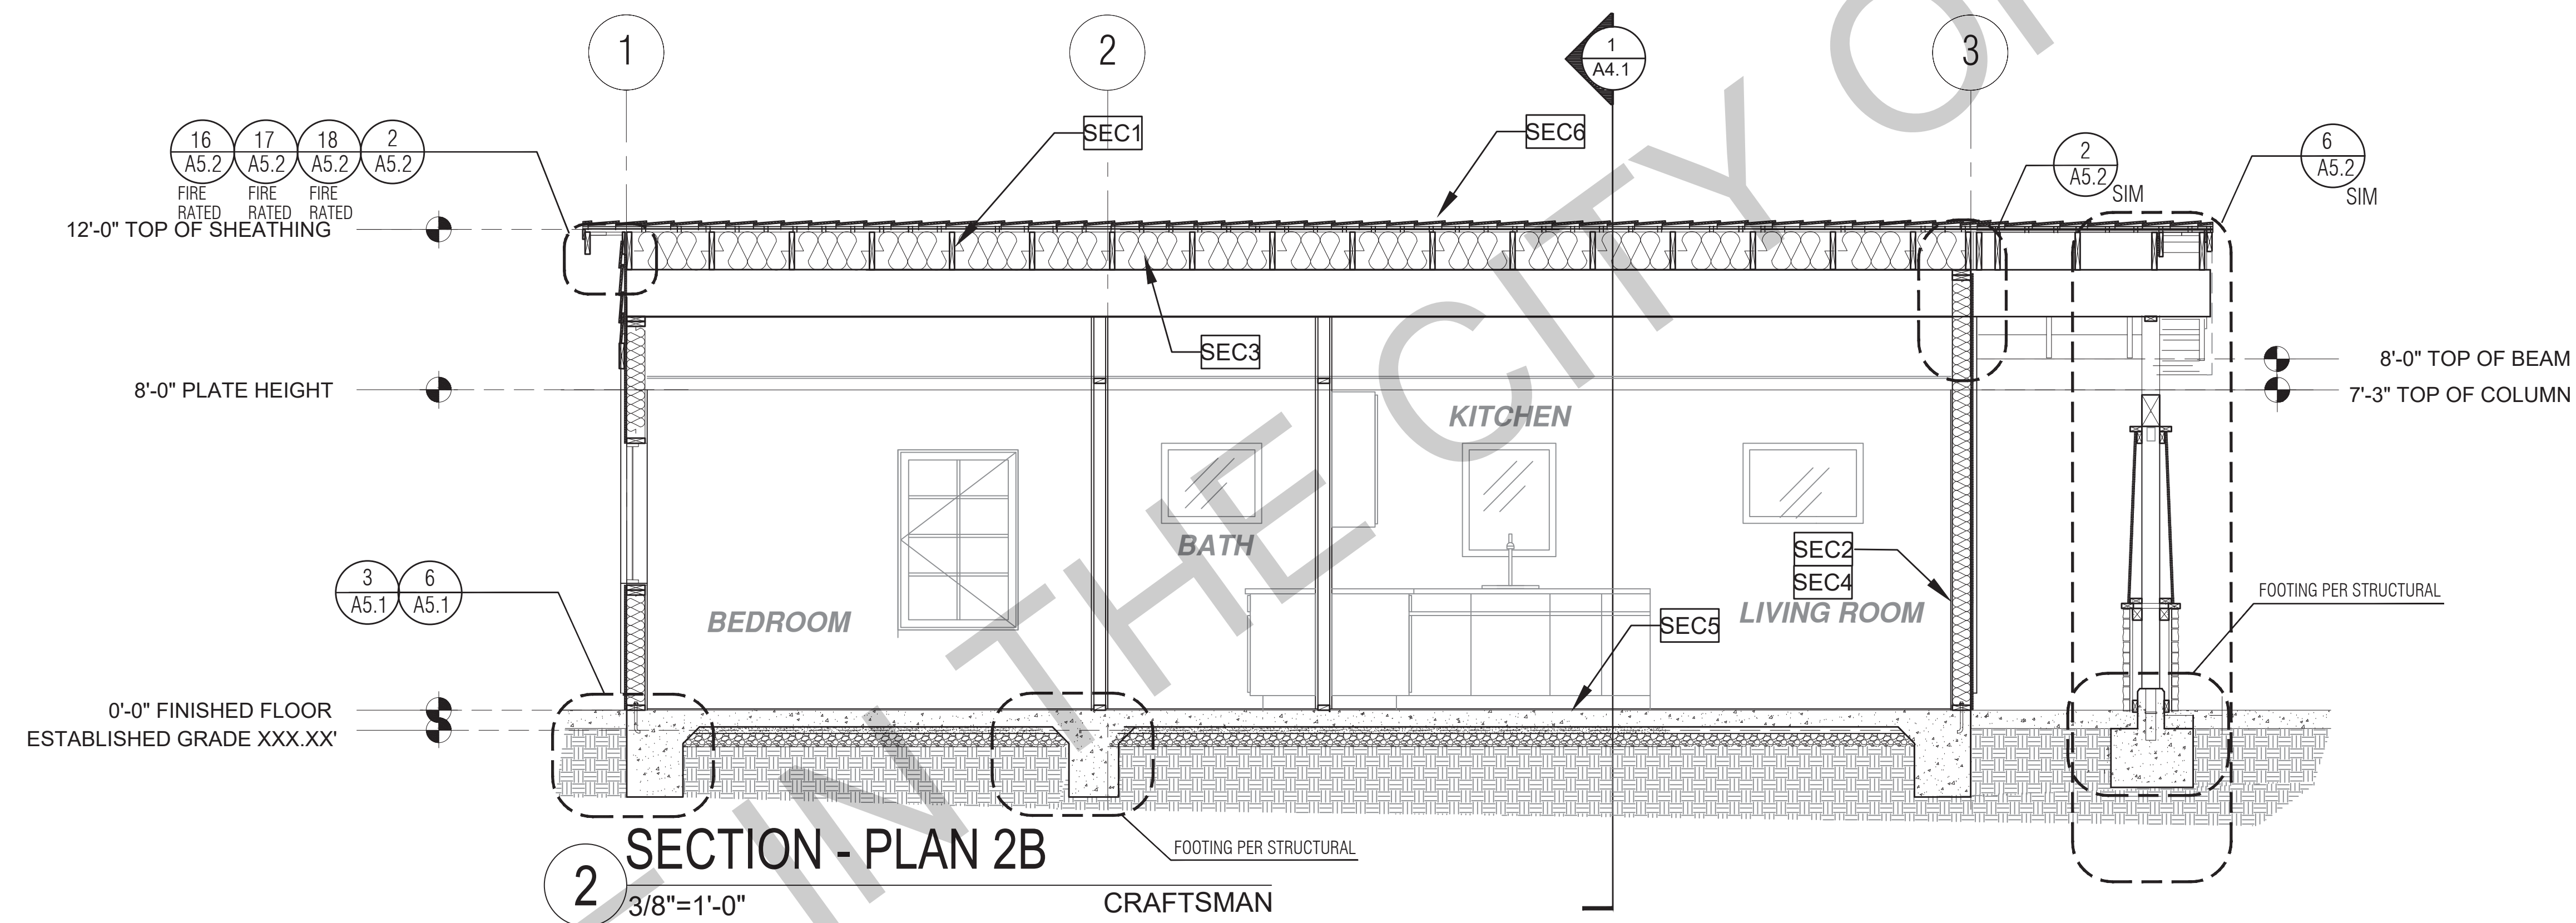 1
2
3
1
A4.1
16
A5.2
17
A5.2
18
A5.2
2
A5.2
FIRE
RATED
FIRE
RATED
FIRE
RATED
SEC1
SEC6
2
A5.2
SIM
6
A5.2
SIM
12'-0" TOP OF SHEATHING
SEC3
8'-0" TOP OF BEAM
8'-0" PLATE HEIGHT
7'-3" TOP OF COLUMN
KITCHEN
BATH
SEC2
SEC4
3
A5.1
6
A5.1
FOOTING PER STRUCTURAL
BEDROOM
LIVING ROOM
SEC5
0'-0" FINISHED FLOOR
ESTABLISHED GRADE XXX.XX'
FOOTING PER STRUCTURAL
2
SECTION - PLAN 2B
3/8"=1'-0"
CRAFTSMAN
IN THE CITY